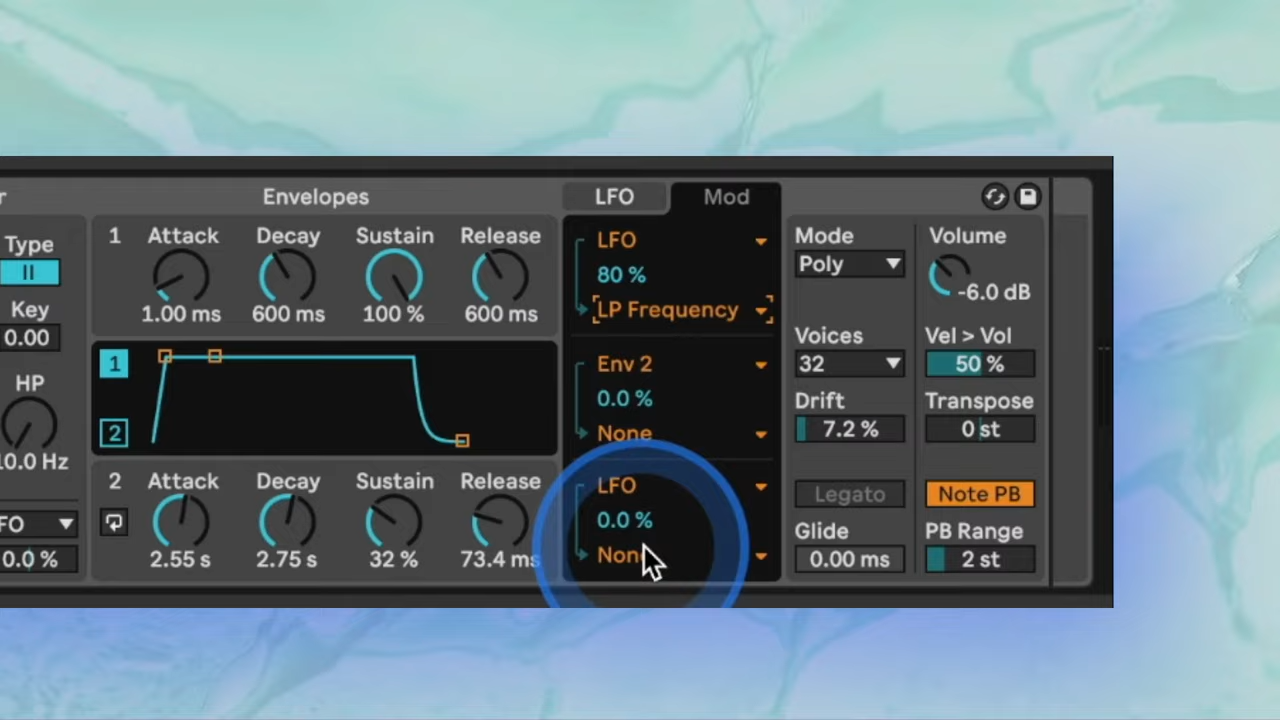 r
Envelopes
LFO
Mod
Type
II
Key
0.00
HP
10.0 Hz
FO
0.0 %
1
Attack
Decay
Sustain
Release
1.00 ms
600 ms
100 %
600 ms
1
2
2
Attack
Decay
Sustain
Release
2.55 s
2.75 s
32 %
73.4 ms
LFO
80 %
LP Frequency
Env 2
0.0 %
None
LFO
0.0 %
None
Mode
Poly
Voices
32
Drift
7.2 %
Legato
Glide
0.00 ms
Volume
-6.0 dB
Vel > Vol
50 %
Transpose
0 st
Note PB
PB Range
2 st